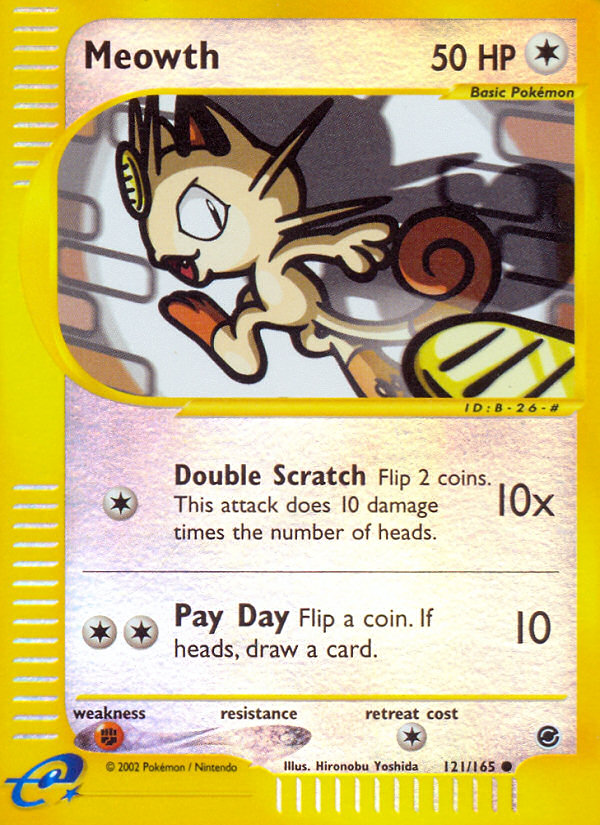 Meowth
50 HP
Basic Pokémon
ID:B-26-#
Double Scratch Flip 2 coins.
This attack does 10 damage
times the number of heads.
10x
Pay Day Flip a coin. If
heads, draw a card.
10
weakness
resistance
retreat cost
© 2002 Pokémon / Nintendo
Illus. Hironobu Yoshida
121/165
e